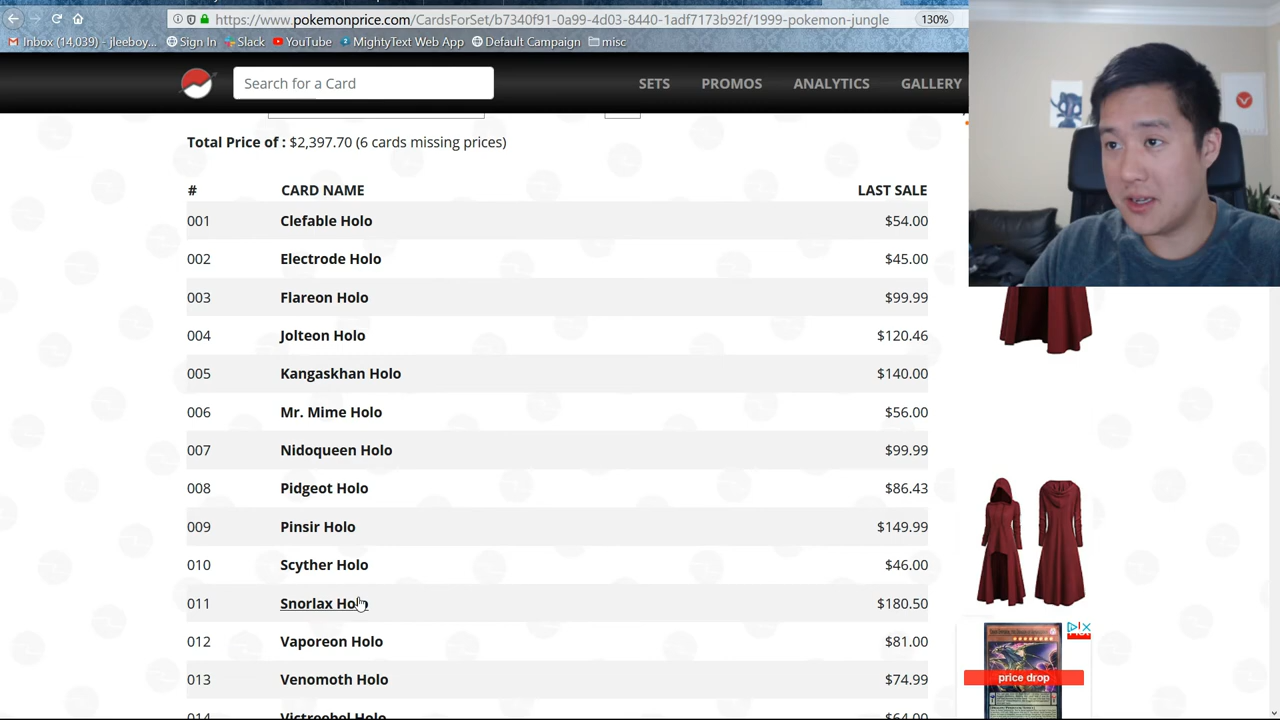 https://www.pokemonprice.com/CardsForSet/b7340f91-0a99-4d03-8440-1adf7173b92f/1999-pokemon-jungle 130%
Inbox (14,039) - jleeboy... Sign In Slack YouTube MightyText Web App Default Campaign misc
Search for a Card SETS PROMOS ANALYTICS GALLERY
Total Price of : $2,397.70 (6 cards missing prices)
# CARD NAME LAST SALE
001 Clefable Holo $54.00
002 Electrode Holo $45.00
003 Flareon Holo $99.99
004 Jolteon Holo $120.46
005 Kangaskhan Holo $140.00
006 Mr. Mime Holo $56.00
007 Nidoqueen Holo $99.99
008 Pidgeot Holo $86.43
009 Pinsir Holo $149.99
010 Scyther Holo $46.00
011 Snorlax Holo $180.50
012 Vaporeon Holo $81.00
013 Venomoth Holo $74.99
014 Victreebel Holo $64.00
price drop